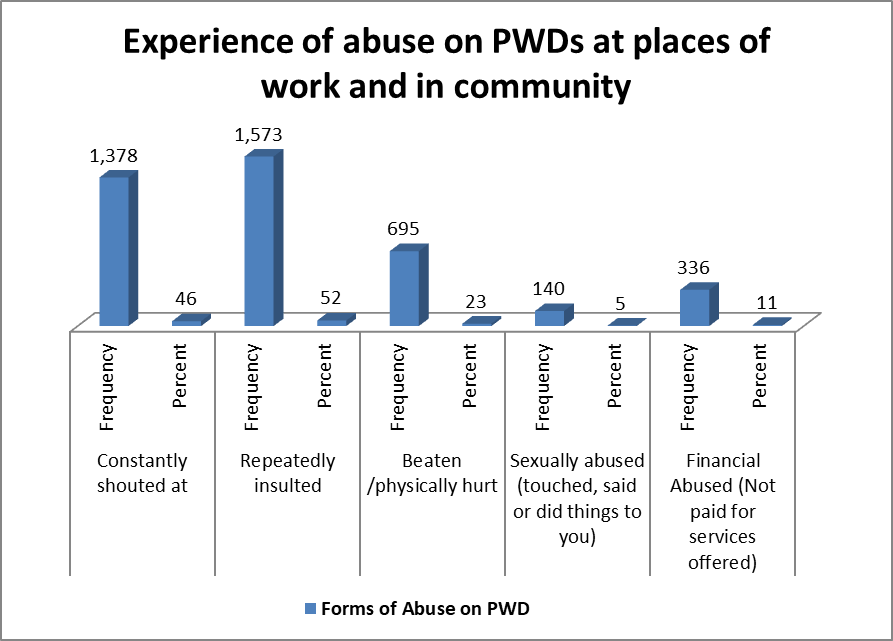 Experience of abuse on PWDs at places of
work and in community
1,378
46
1,573
52
695
23
140
5
336
11
Frequency
Percent
Frequency
Percent
Frequency
Percent
Frequency
Percent
Frequency
Percent
Constantly
shouted at
Repeatedly
insulted
Beaten
/physically hurt
Sexually abused
(touched, said
or did things to
you)
Financial
Abused (Not
paid for
services
offered)
Forms of Abuse on PWD